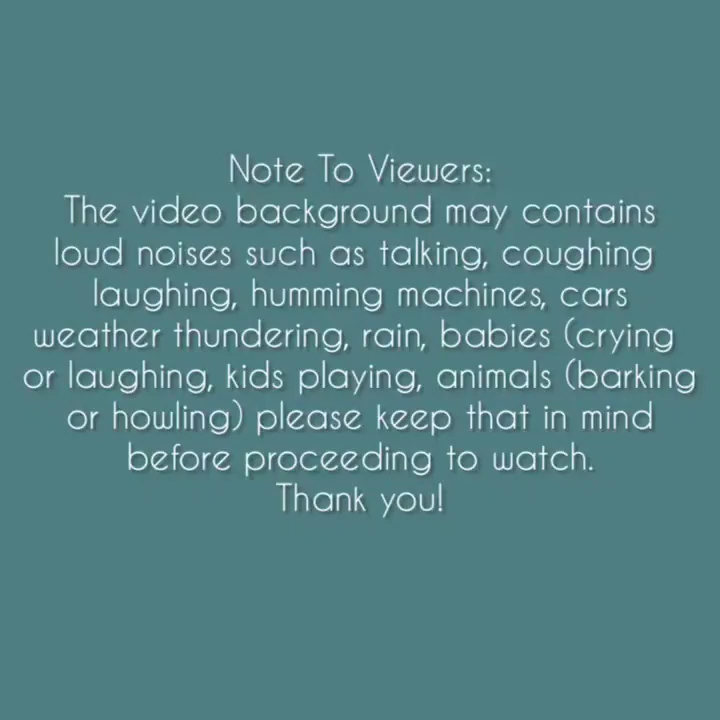 Note To Viewers:
The video background may contains
loud noises such as talking, coughing
laughing, humming machines, cars
weather thundering, rain, babies (crying
or laughing, kids playing, animals (barking
or howling) please keep that in mind
before proceeding to watch.
Thank you!